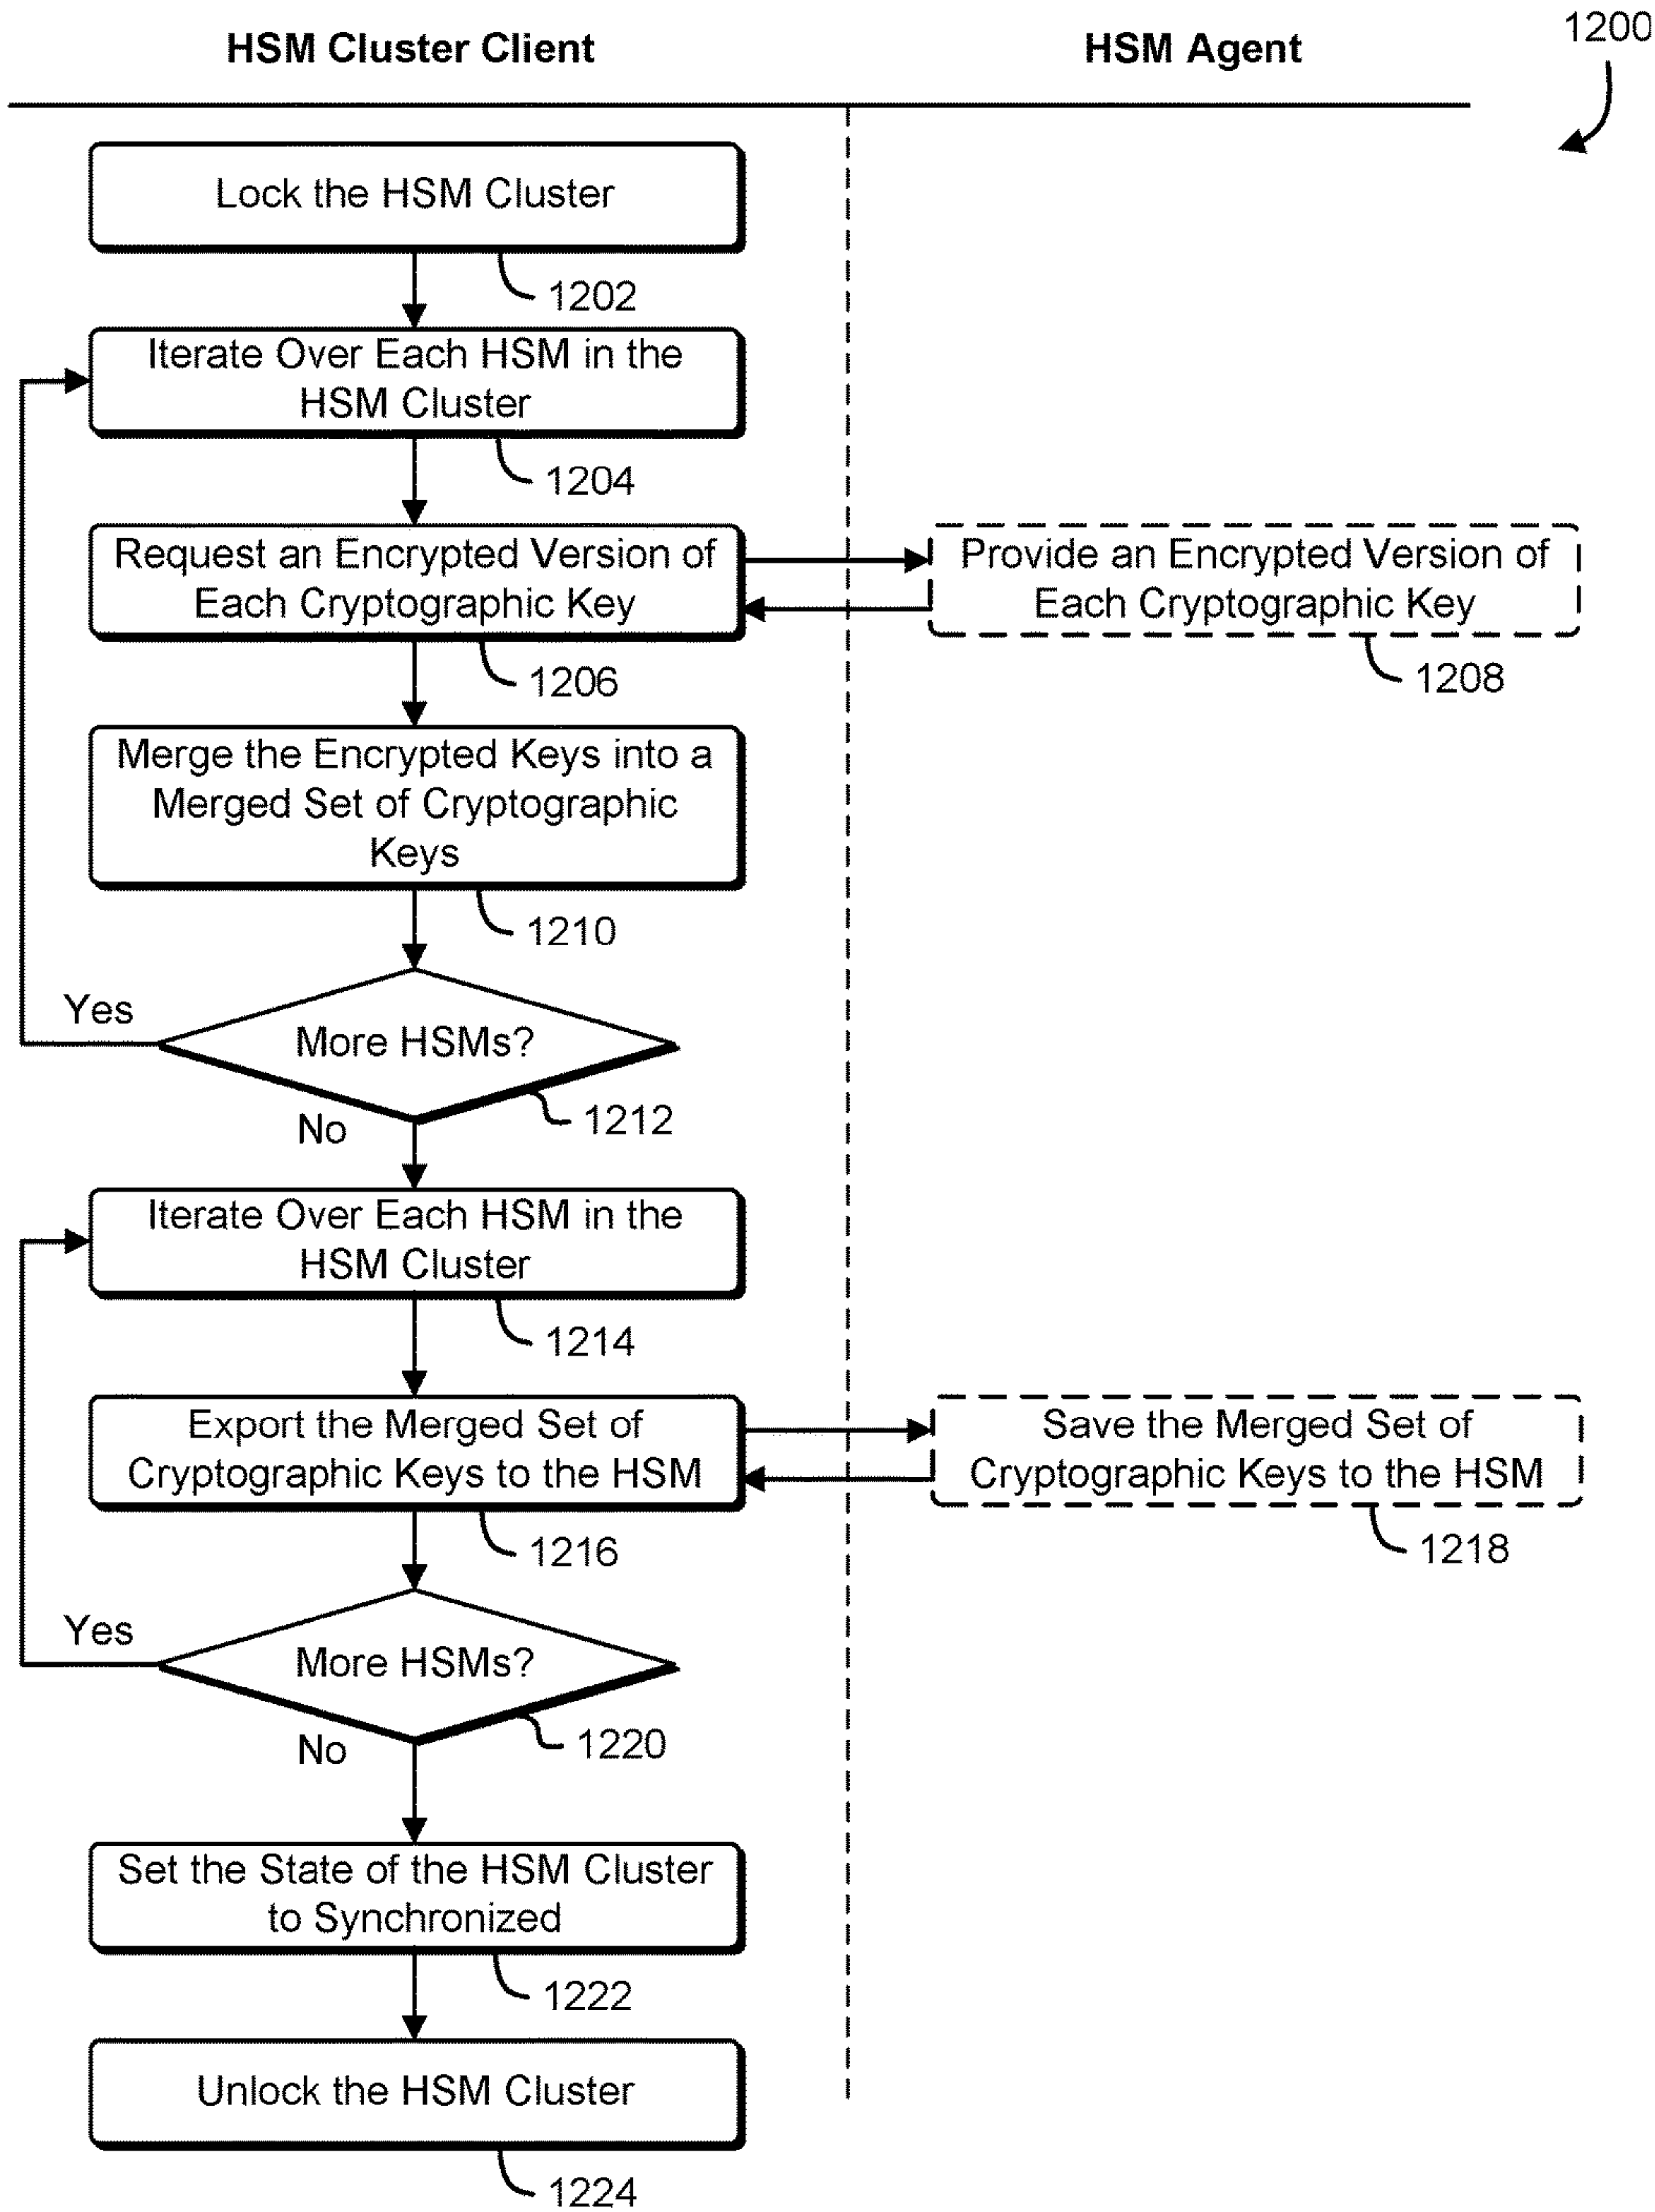 HSM Cluster Client
HSM Agent
1200
Lock the HSM Cluster
1202
Iterate Over Each HSM in the
HSM Cluster
1204
Request an Encrypted Version of
Each Cryptographic Key
1206
Provide an Encrypted Version of
Each Cryptographic Key
1208
Merge the Encrypted Keys into a
Merged Set of Cryptographic
Keys
1210
Yes
More HSMs?
1212
No
Iterate Over Each HSM in the
HSM Cluster
1214
Export the Merged Set of
Cryptographic Keys to the HSM
1216
Save the Merged Set of
Cryptographic Keys to the HSM
1218
Yes
More HSMs?
1220
No
Set the State of the HSM Cluster
to Synchronized
1222
Unlock the HSM Cluster
1224